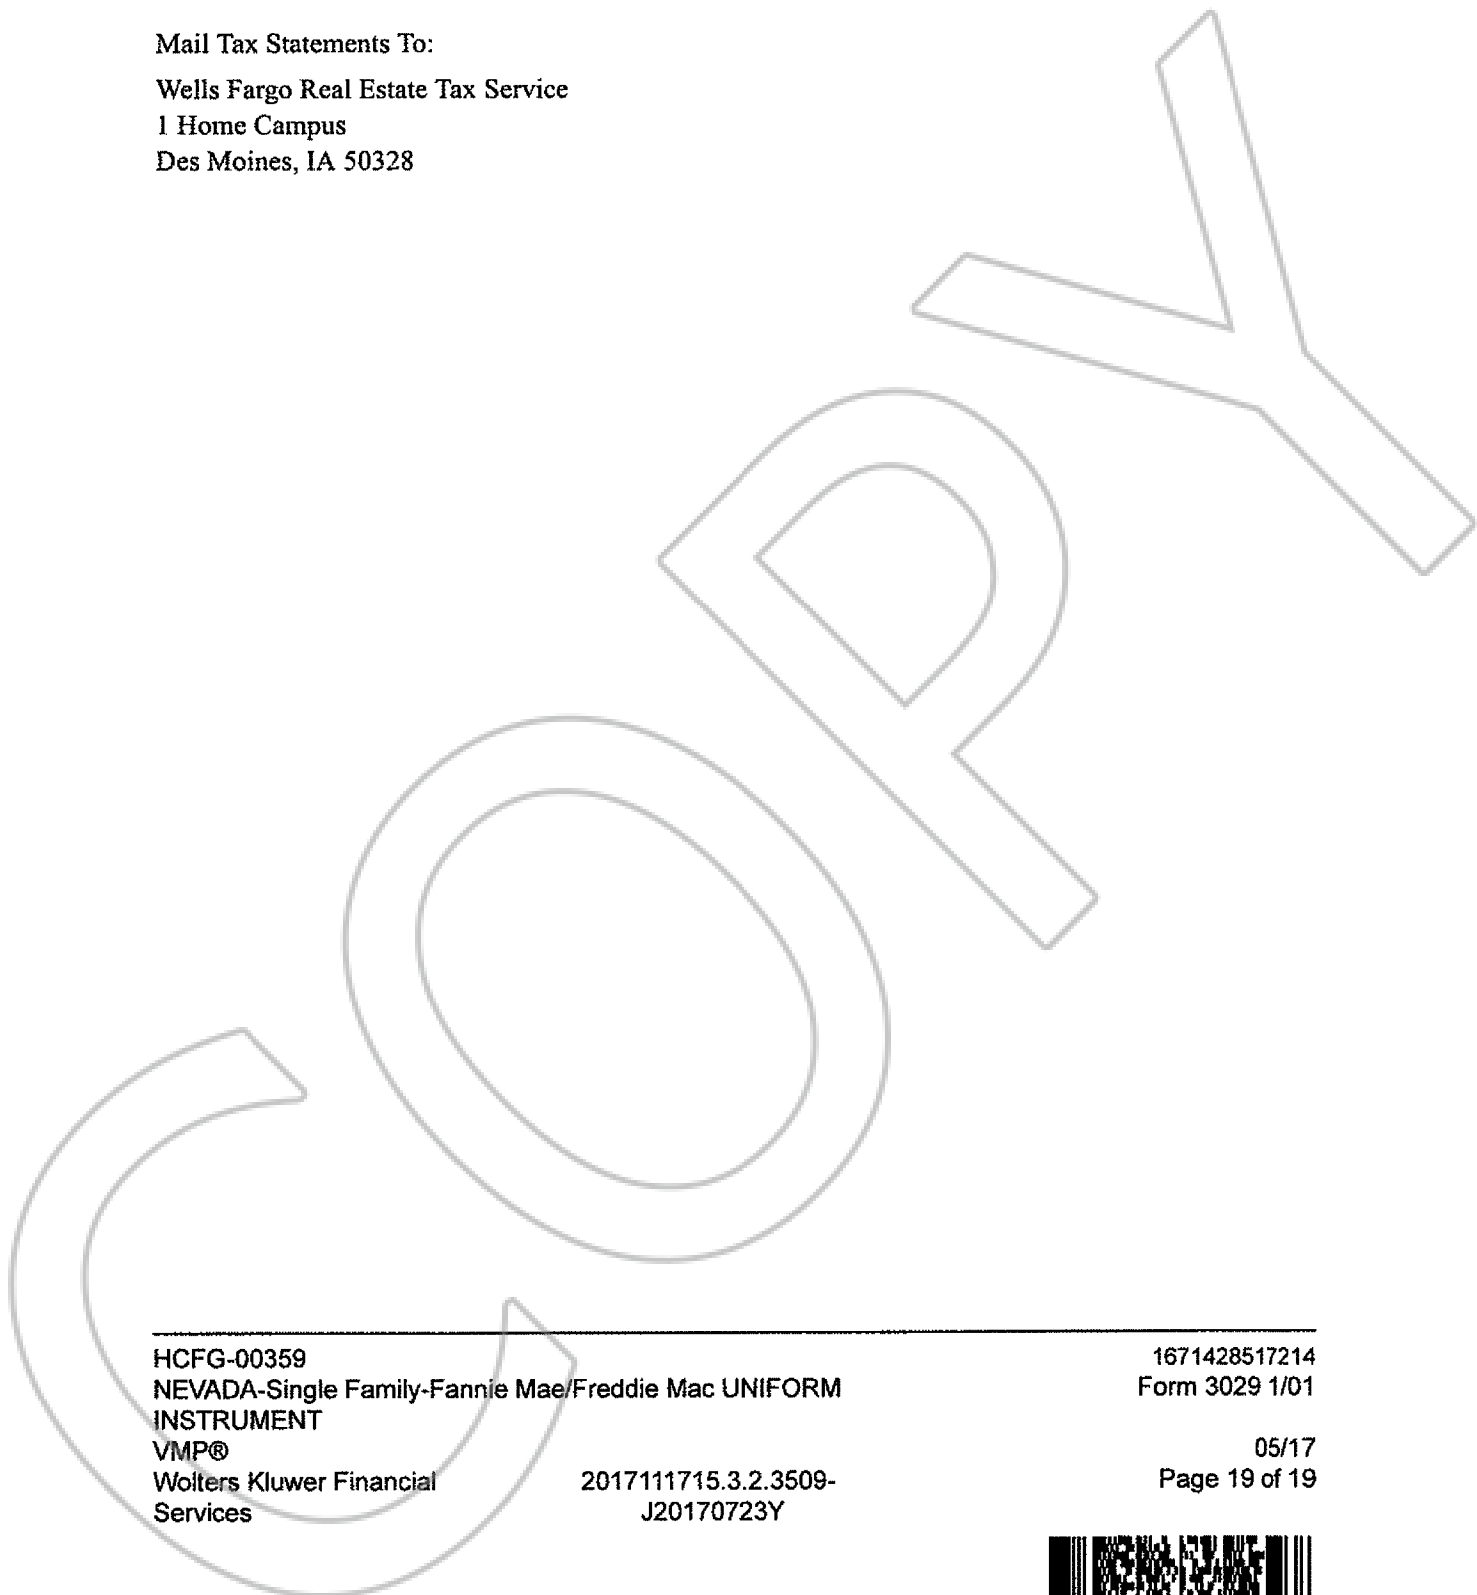 Mail Tax Statements To:
Wells Fargo Real Estate Tax Service
1 Home Campus
Des Moines, IA 50328
COPY
HCFG-00359
1671428517214
NEVADA-Single Family-Fannie Mae/Freddie Mac UNIFORM
Form 3029 1/01
INSTRUMENT
VMP®
05/17
Wolters Kluwer Financial
2017111715.3.2.3509-
Page 19 of 19
Services
J20170723Y